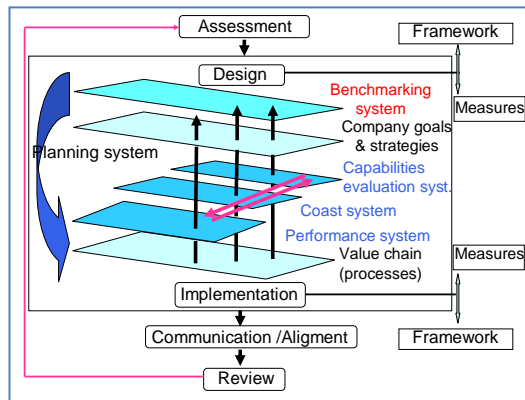 Assessment
Framework
Design
Benchmarking
system
Measures
Company goals
& strategies
Planning system
Capabilities
evaluation syst.
Coast system
Performance system
Value chain
(processes)
Measures
Implementation
Communication /Aligment
Framework
Review